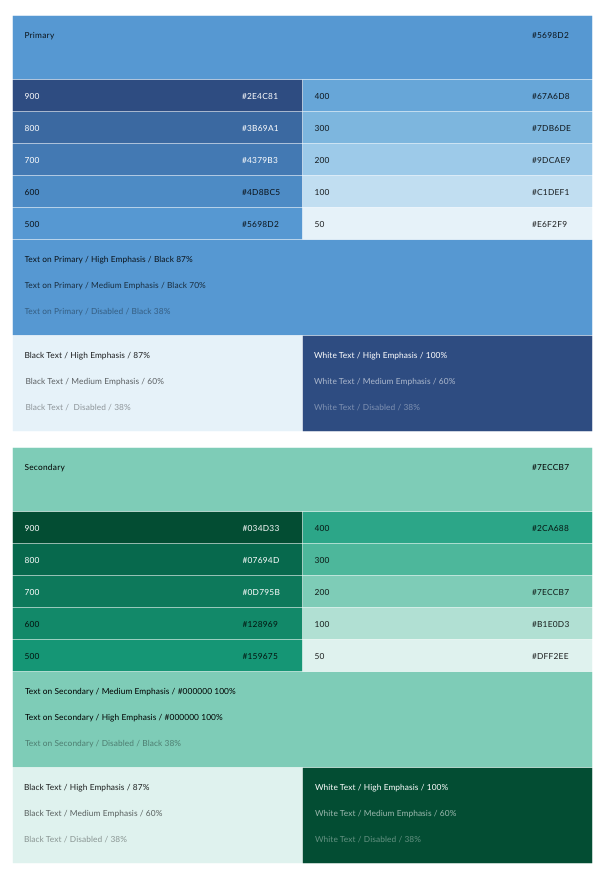 Primary #5698D2
900 #2E4C81 400 #67A6D8
800 #3B69A1 300 #7DB6DE
700 #4379B3 200 #9DCAE9
600 #4D8BC5 100 #C1DEF1
500 #5698D2 50 #E6F2F9
Text on Primary / High Emphasis / Black 87%
Text on Primary / Medium Emphasis / Black 70%
Text on Primary / Disabled / Black 38%
Black Text / High Emphasis / 87% White Text / High Emphasis / 100%
Black Text / Medium Emphasis / 60% White Text / Medium Emphasis / 60%
Black Text / Disabled / 38% White Text / Disabled / 38%
Secondary #7ECCB7
900 #034D33 400 #2CA688
800 #07694D 300
700 #0D795B 200 #7ECCB7
600 #128969 100 #B1E0D3
500 #159675 50 #DFF2EE
Text on Secondary / Medium Emphasis / #000000 100%
Text on Secondary / High Emphasis / #000000 100%
Text on Secondary / Disabled / Black 38%
Black Text / High Emphasis / 87% White Text / High Emphasis / 100%
Black Text / Medium Emphasis / 60% White Text / Medium Emphasis / 60%
Black Text / Disabled / 38% White Text / Disabled / 38%